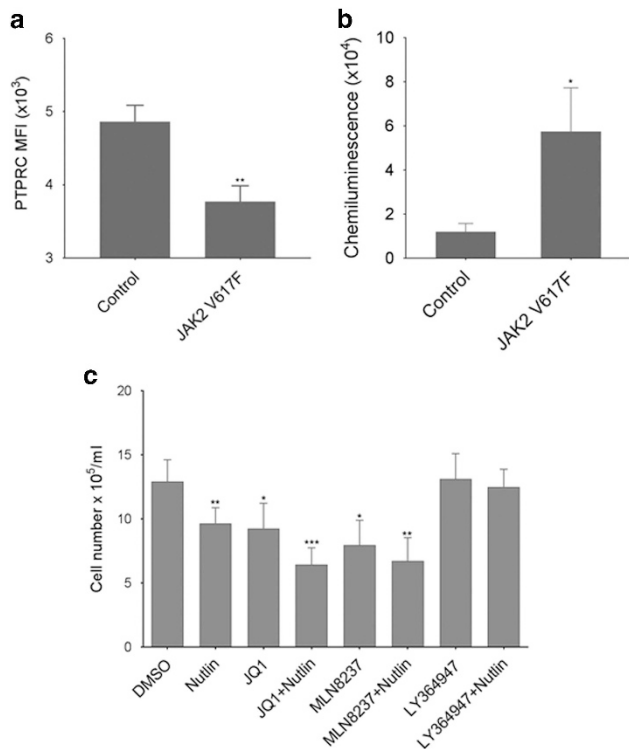 a
PTPRC MFI (x10³)
6
5
4
3
**
Control
JAK2 V617F
b
Chemiluminescence (x10⁴)
10
8
6
4
2
0
*
Control
JAK2 V617F
c
Cell number x 10⁵/ml
20
15
10
5
0
**
*
***
*
**
DMSO
Nutlin
JQ1
JQ1+Nutlin
MLN8237
MLN8237+Nutlin
LY364947
LY364947+Nutlin